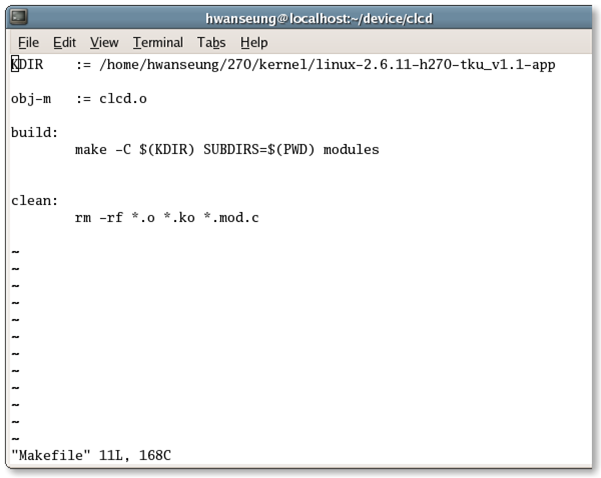 hwanseung@localhost:~/device/clcd
File Edit View Terminal Tabs Help
KDIR := /home/hwanseung/270/kernel/linux-2.6.11-h270-tku_v1.1-app
obj-m := clcd.o
build:
make -C $(KDIR) SUBDIRS=$(PWD) modules
clean:
rm -rf *.o *.ko *.mod.c
~
~
~
~
~
~
~
~
~
~
~
~
"Makefile" 11L, 168C